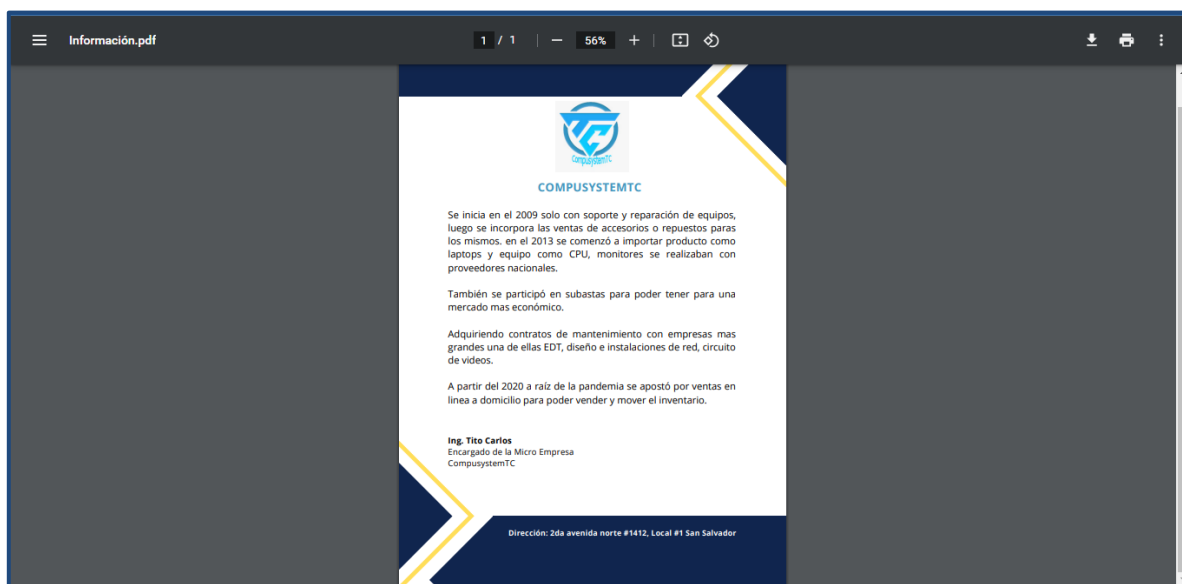 Información.pdf
1 / 1 | — 56% + |
TC
CompusystemTC
COMPUSYSTEMTC
Se inicia en el 2009 solo con soporte y reparación de equipos,
luego se incorpora las ventas de accesorios o repuestos paras
los mismos. en el 2013 se comenzó a importar producto como
laptops y equipo como CPU, monitores se realizaban con
proveedores nacionales.
También se participó en subastas para poder tener para una
mercado mas económico.
Adquiriendo contratos de mantenimiento con empresas mas
grandes una de ellas EDT, diseño e instalaciones de red, circuito
de videos.
A partir del 2020 a raíz de la pandemia se apostó por ventas en
linea a domicilio para poder vender y mover el inventario.
Ing. Tito Carlos
Encargado de la Micro Empresa
CompusystemTC
Dirección: 2da avenida norte #1412, Local #1 San Salvador